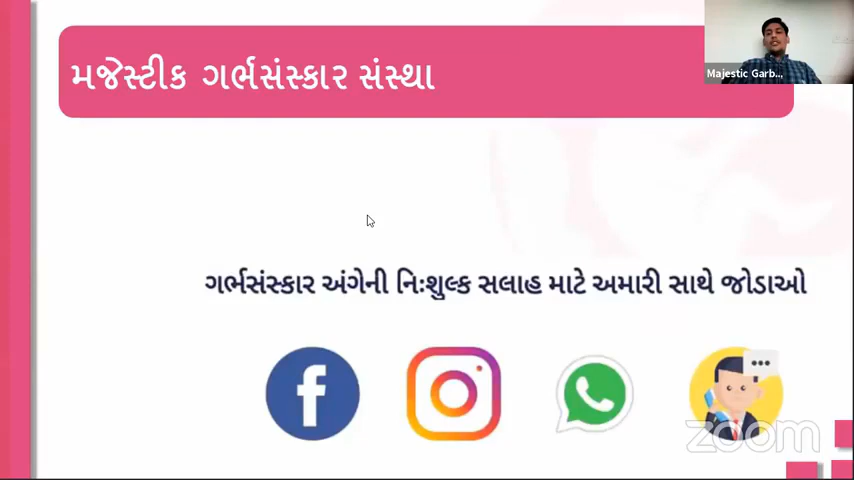 મજેસ્ટીક ગર્ભસંસ્કાર સંસ્થા
Majestic Garb...
ગર્ભસંસ્કાર અંગેની નિઃશુલ્ક સલાહ માટે અમારી સાથે જોડાઓ
zoom